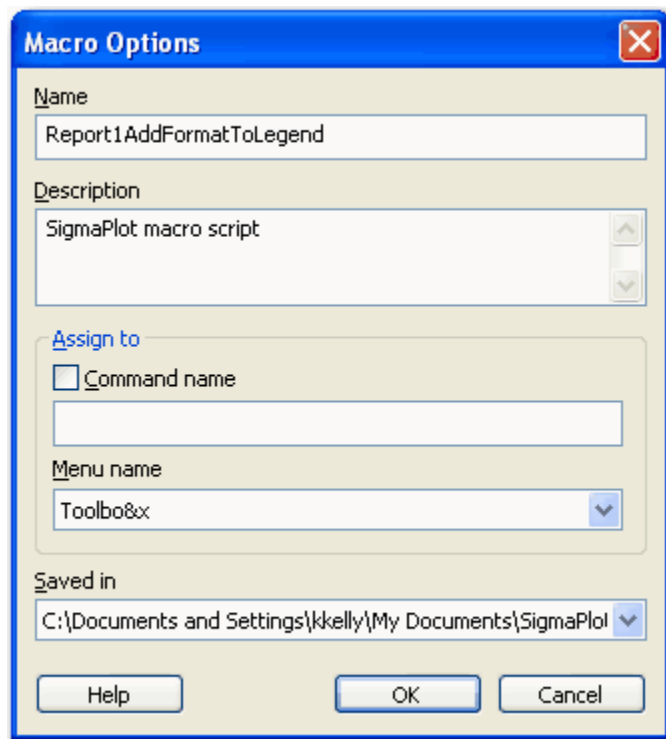 Macro Options
Name
Report1AddFormatToLegend
Description
SigmaPlot macro script
Assign to
Command name
Menu name
Toolbo&x
Saved in
C:\Documents and Settings\kkelly\My Documents\SigmaPlot
Help OK Cancel